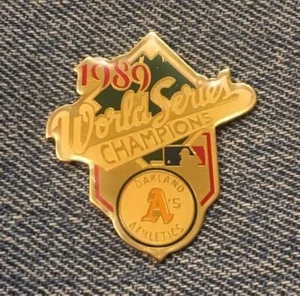 1989
World Series
CHAMPIONS
OAKLAND
A's
ATHLETICS